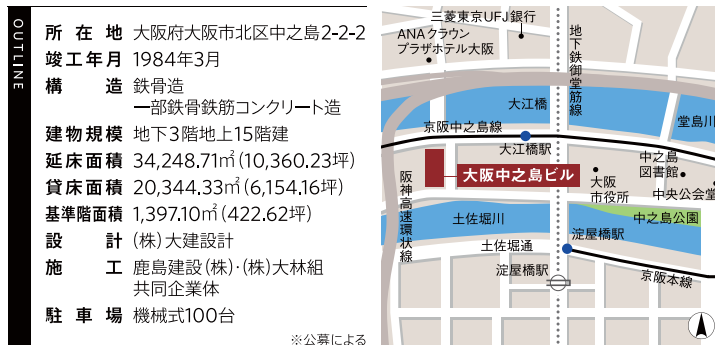 OUTLINE
所在地 大阪府大阪市北区中之島2-2-2
竣工年月 1984年3月
構造 鉄骨造
一部鉄骨鉄筋コンクリート造
建物規模 地下3階地上15階建
延床面積 34,248.71㎡(10,360.23坪)
貸床面積 20,344.33㎡(6,154.16坪)
基準階面積 1,397.10㎡(422.62坪)
設計 (株)大建設計
施工 鹿島建設(株)・(株)大林組
共同企業体
駐車場 機械式100台
※公募による
三菱東京UFJ銀行
ANAクラウン
プラザホテル大阪
地下鉄御堂筋線
大江橋
堂島川
京阪中之島線
大江橋駅
中之島
図書館
大阪中之島ビル
大阪
市役所
中央公会堂
阪神高速環状線
中之島公園
土佐堀川
淀屋橋駅
土佐堀通
淀屋橋駅
京阪本線